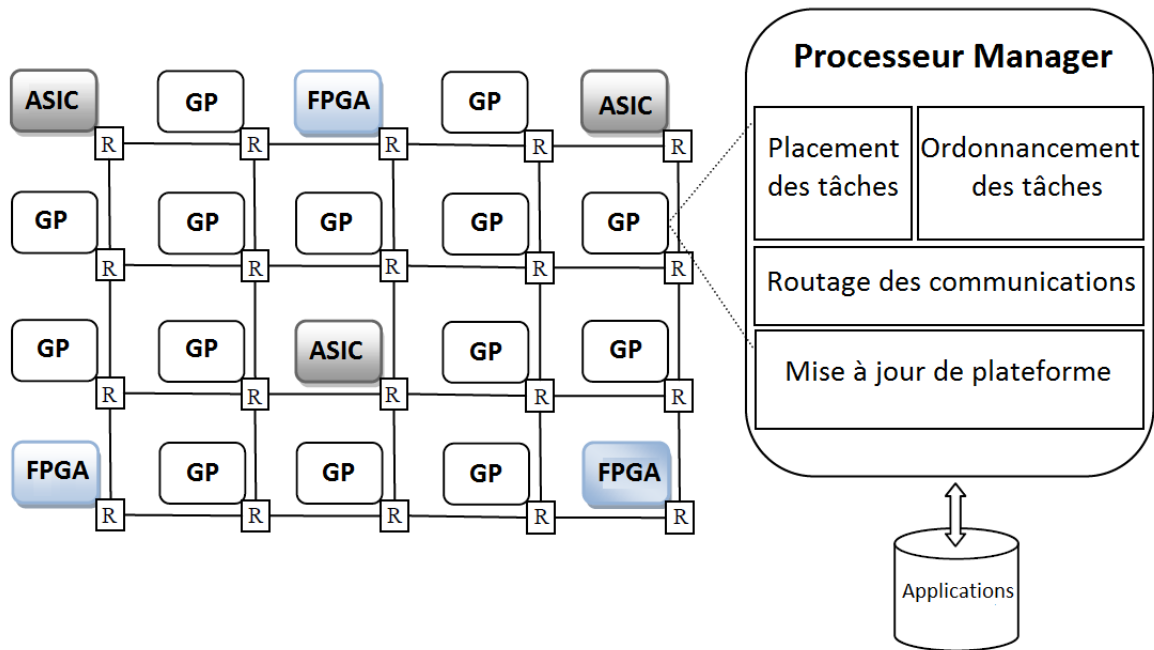 Processeur Manager
ASIC GP FPGA GP ASIC
R R R R R
Placement des tâches
Ordonnancement des tâches
GP GP GP GP GP
R R R R R
Routage des communications
GP GP ASIC GP GP
R R R R R
Mise à jour de plateforme
FPGA GP GP GP FPGA
R R R R R
Applications